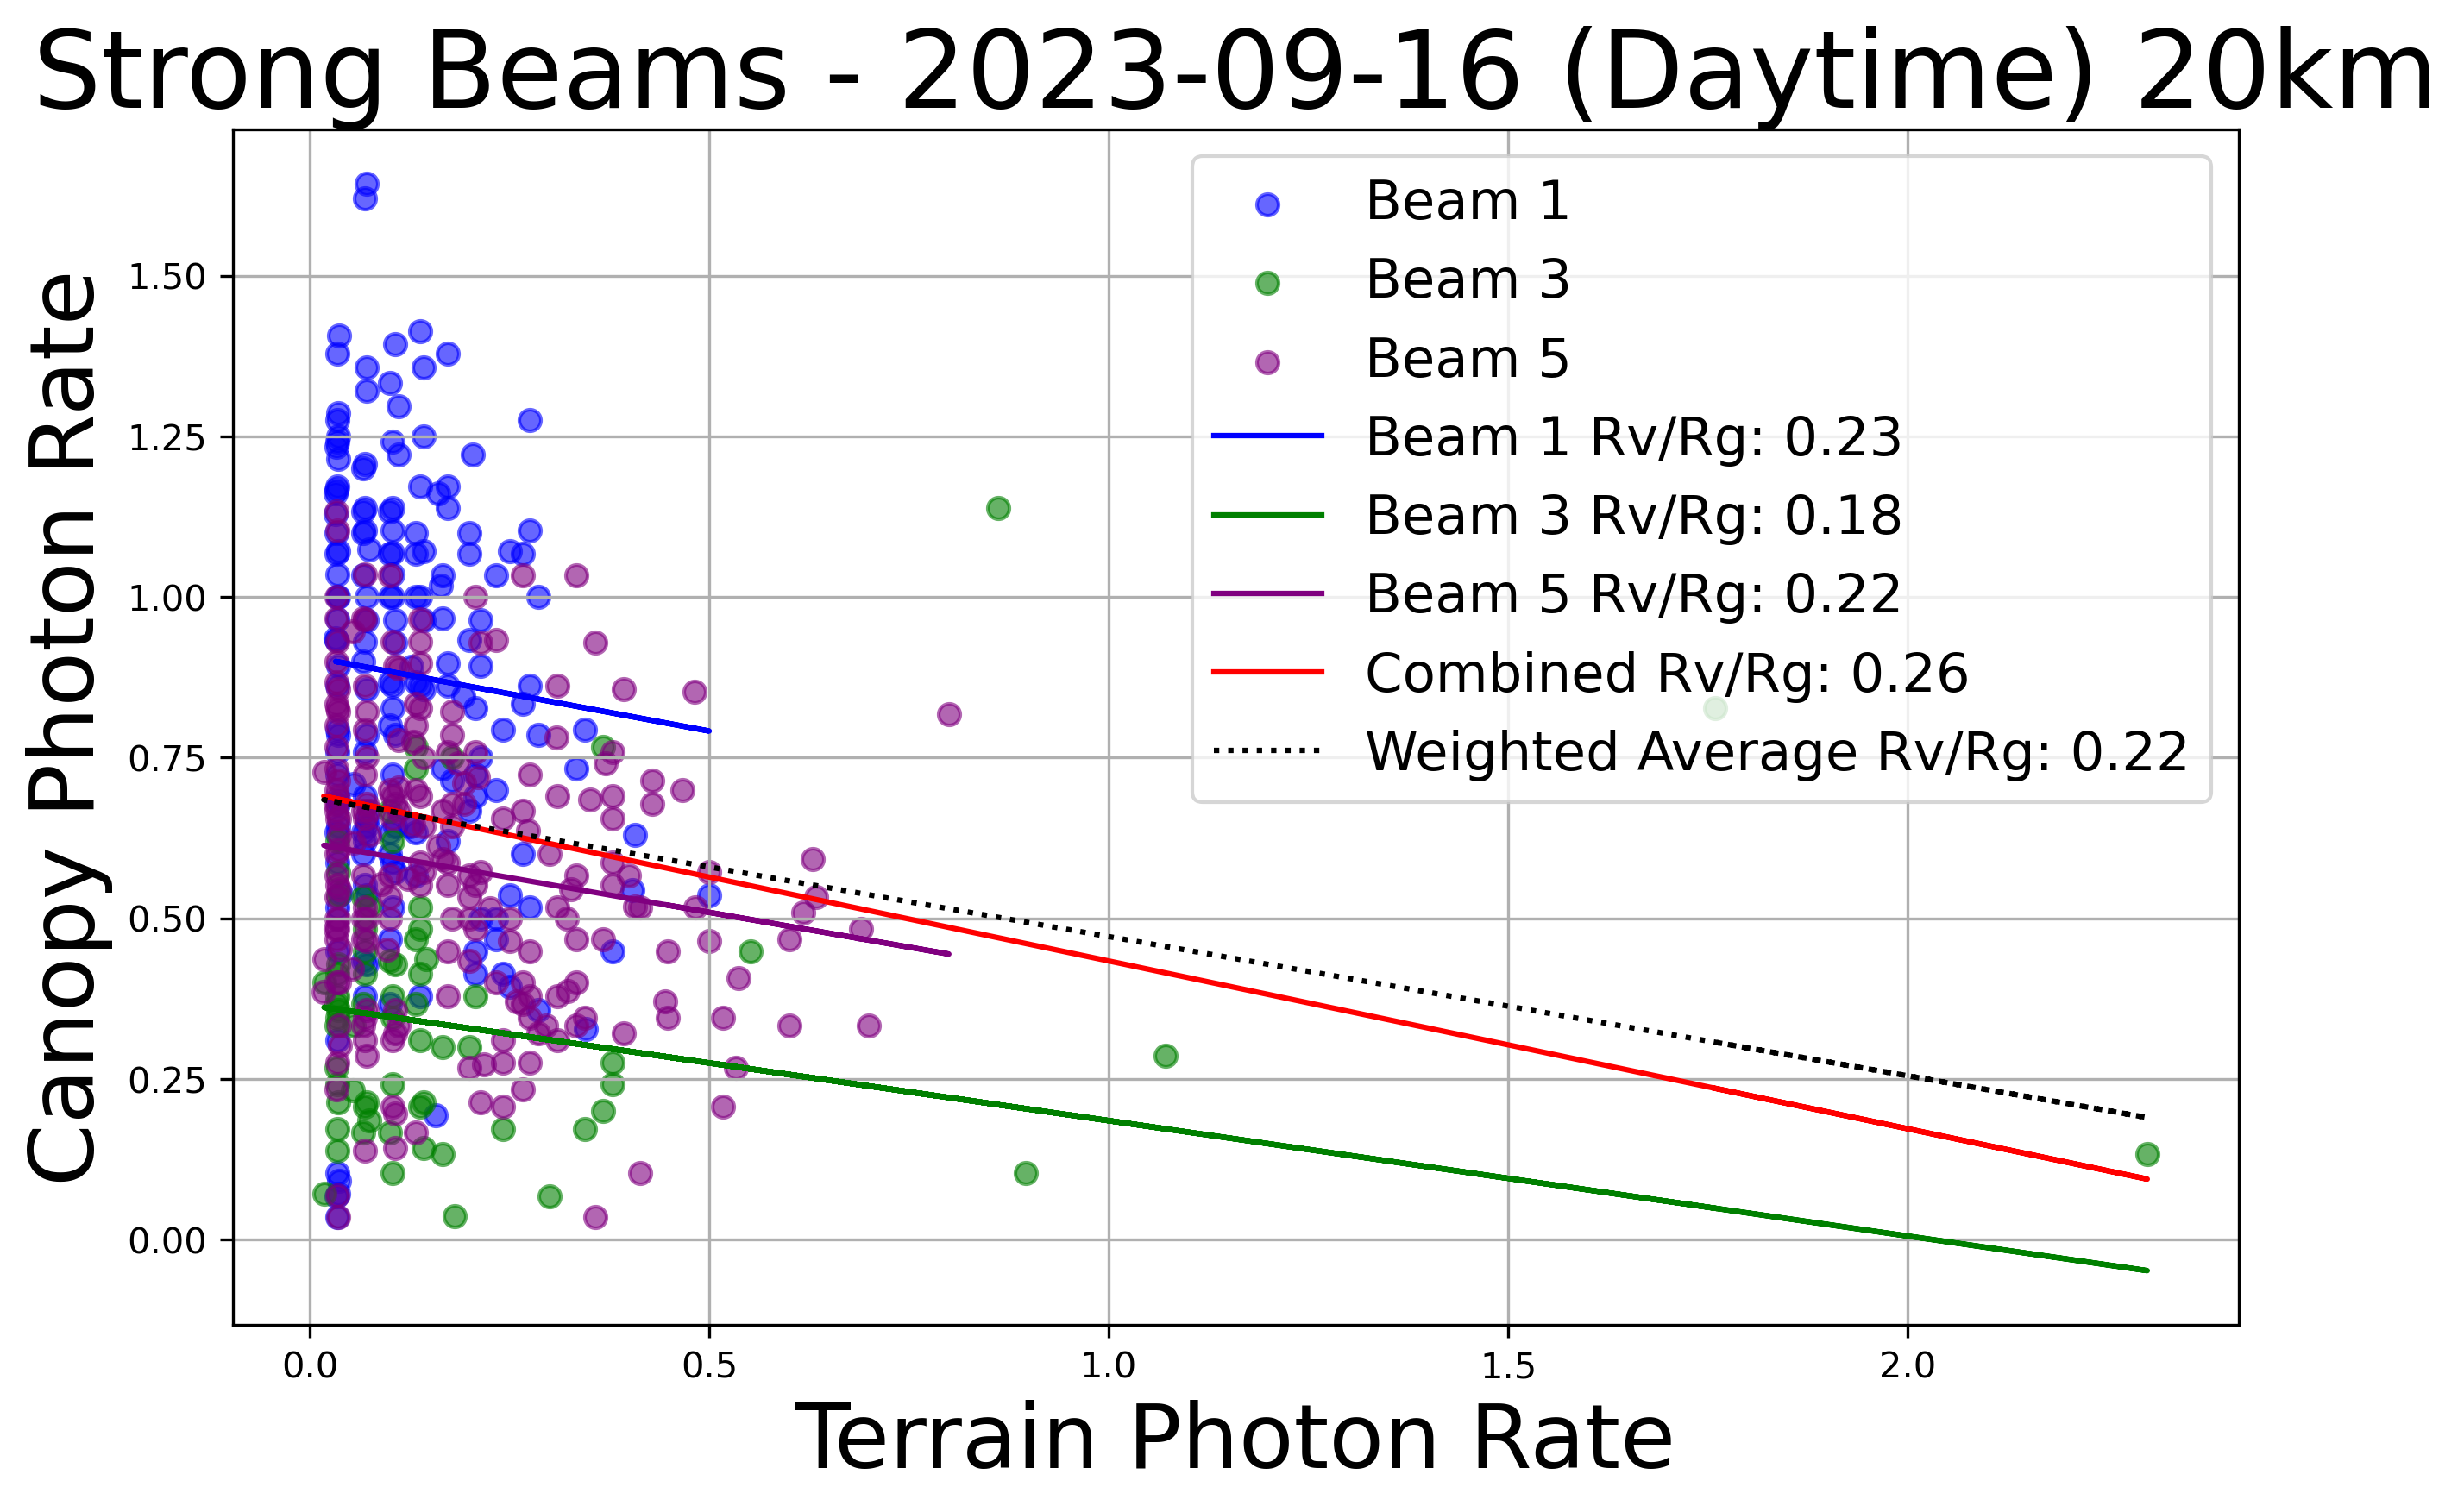 Strong Beams - 2023-09-16 (Daytime) 20km
Canopy Photon Rate
1.50
1.25
1.00
0.75
0.50
0.25
0.00
Beam 1
Beam 3
Beam 5
Beam 1 Rv/Rg: 0.23
Beam 3 Rv/Rg: 0.18
Beam 5 Rv/Rg: 0.22
Combined Rv/Rg: 0.26
Weighted Average Rv/Rg: 0.22
0.0 0.5 1.0 1.5 2.0
Terrain Photon Rate